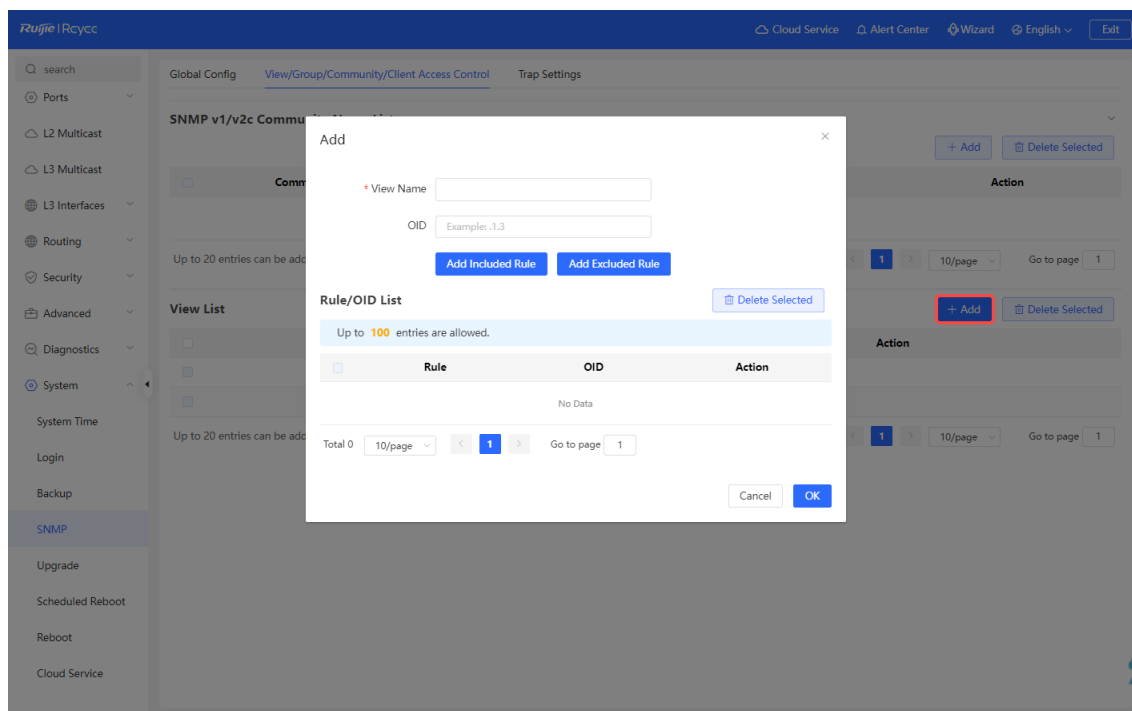 Ruijie | Rcycc
Cloud Service Alert Center Wizard English Exit
search
Ports
L2 Multicast
L3 Multicast
L3 Interfaces
Routing
Security
Advanced
Diagnostics
System
System Time
Login
Backup
SNMP
Upgrade
Scheduled Reboot
Reboot
Cloud Service
Global Config View/Group/Community/Client Access Control Trap Settings
SNMP v1/v2c
+ Add Delete Selected
Action
Up to 20 entries can be
1 10/page Go to page 1
View List
+ Add Delete Selected
Action
Up to 20 entries can be
1 10/page Go to page 1
Add
* View Name
OID Example: .1.3
Add Included Rule Add Excluded Rule
Rule/OID List Delete Selected
Up to 100 entries are allowed.
Rule OID Action
No Data
Total 0 10/page < 1 > Go to page 1
Cancel OK